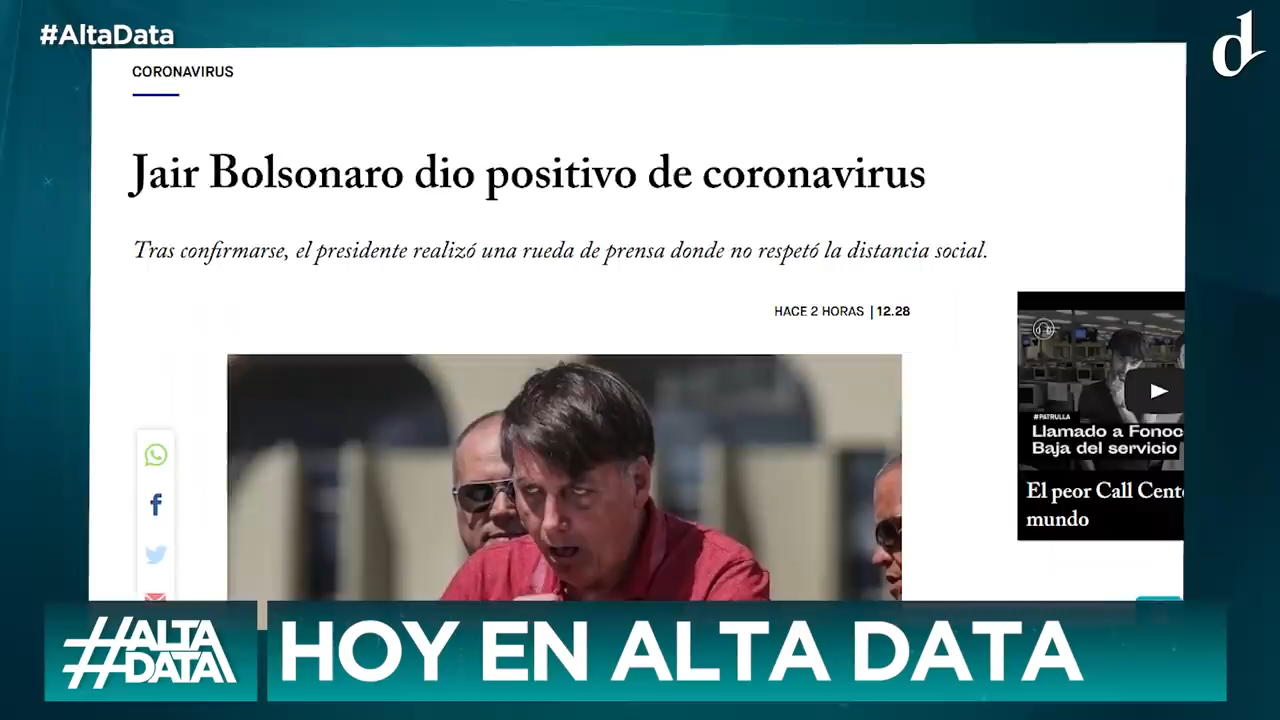 #AltaData
CORONAVIRUS
Jair Bolsonaro dio positivo de coronavirus
Tras confirmarse, el presidente realizó una rueda de prensa donde no respetó la distancia social.
HACE 2 HORAS | 12.28
#PATRULLA
Llamado a Fonoc
Baja del servicio
El peor Call Cent
mundo
#ALTA
DATA
HOY EN ALTA DATA